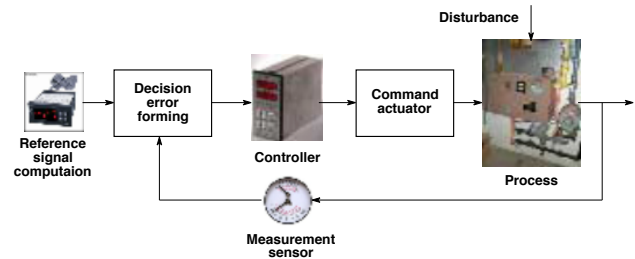 Disturbance
Decision
error
forming
Command
actuator
Reference
signal
computaion
Controller
Process
Measurement
sensor